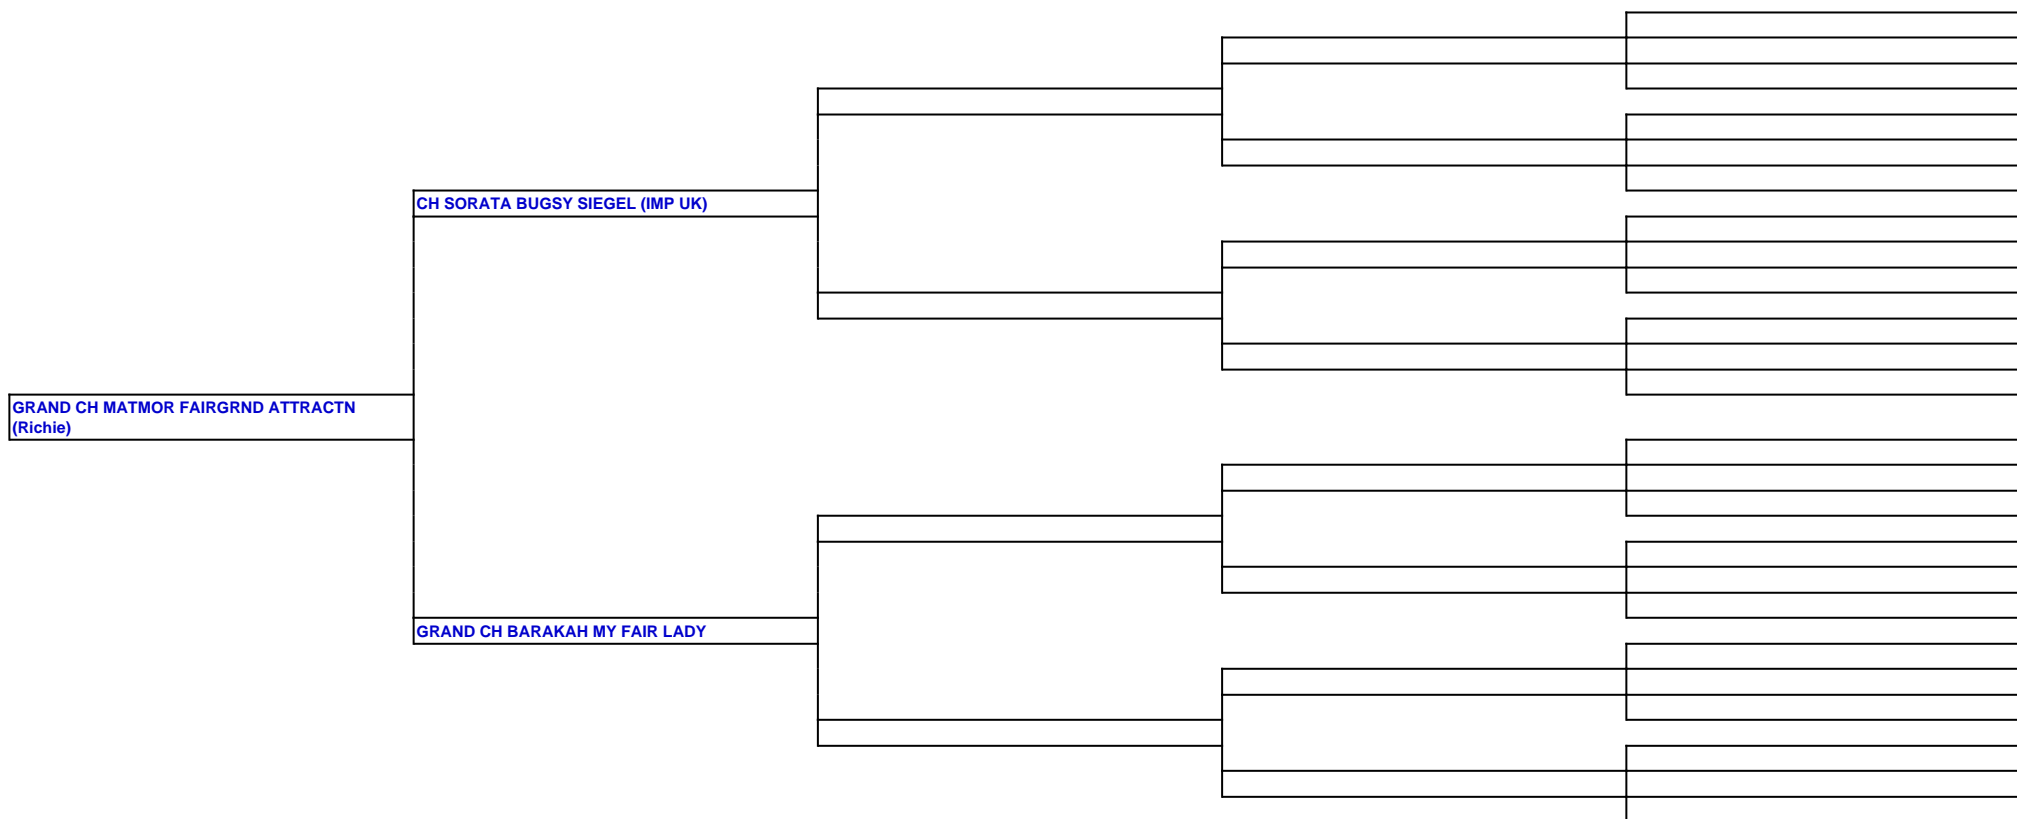 CH SORATA BUGSY SIEGEL (IMP UK)
GRAND CH MATMOR FAIRGRND ATTRACTN
(Richie)
GRAND CH BARAKAH MY FAIR LADY